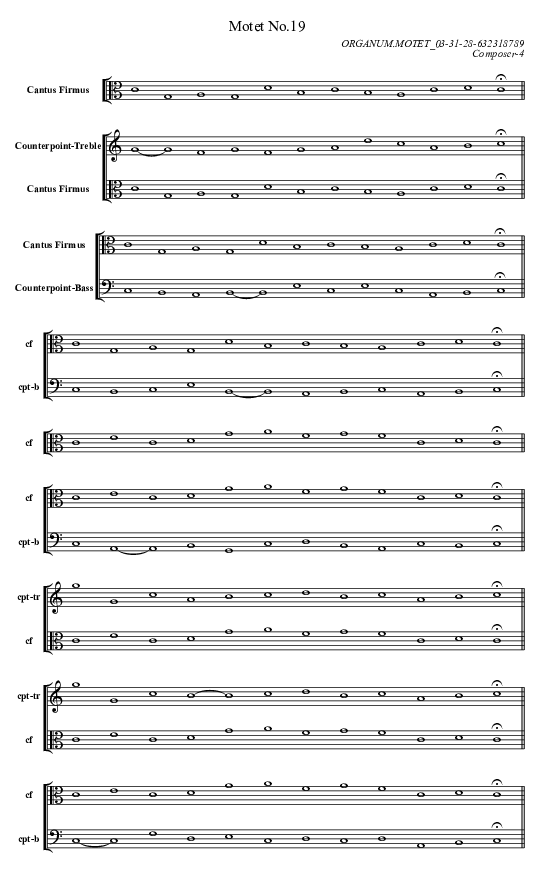 Motet No.19
ORGANUM.MOTET_03-31-28-632318789
Composer-4
Cantus Firmus
Counterpoint-Treble
Cantus Firmus
Cantus Firmus
Counterpoint-Bass
cf
cpt-b
cf
cf
cpt-b
cpt-tr
cf
cpt-tr
cf
cf
cpt-b